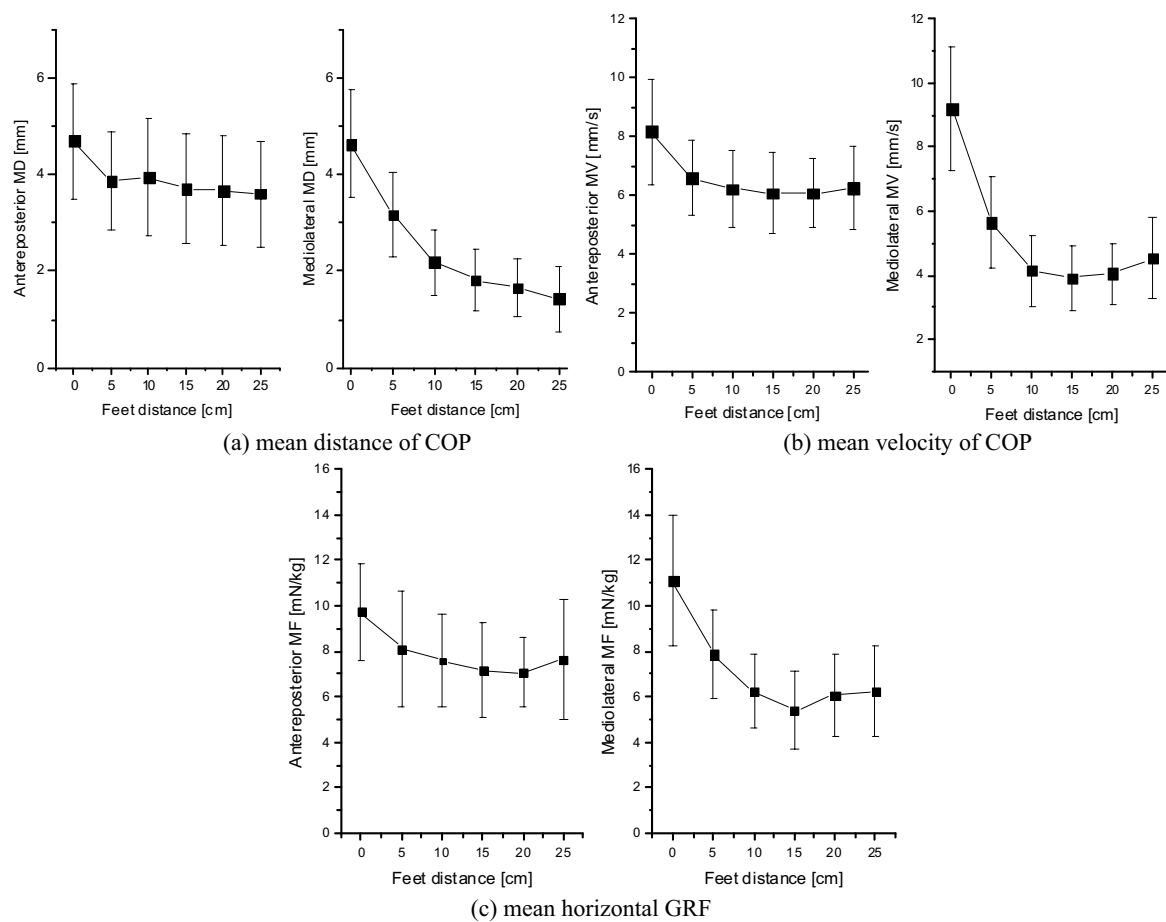 6
4
2
0
Antereposterior MD [mm]
0 5 10 15 20 25
Feet distance [cm]
6
4
2
0
Mediolateral MD [mm]
0 5 10 15 20 25
Feet distance [cm]
(a) mean distance of COP
12
10
8
6
4
2
0
Antereposterior MV [mm/s]
0 5 10 15 20 25
Feet distance [cm]
12
10
8
6
4
2
Mediolateral MV [mm/s]
0 5 10 15 20 25
Feet distance [cm]
(b) mean velocity of COP
16
14
12
10
8
6
4
2
0
Antereposterior MF [mN/kg]
0 5 10 15 20 25
Feet distance [cm]
16
14
12
10
8
6
4
2
0
Mediolateral MF [mN/kg]
0 5 10 15 20 25
Feet distance [cm]
(c) mean horizontal GRF